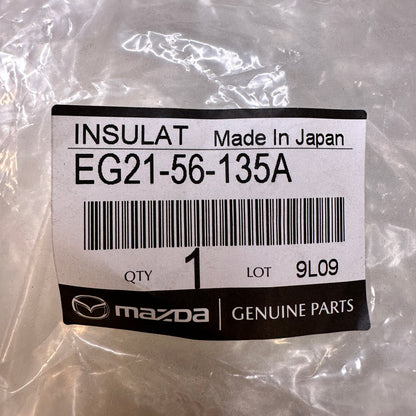 INSULAT Made In Japan
EG21-56-135A
QTY 1 LOT 9L09
mazda GENUINE PARTS